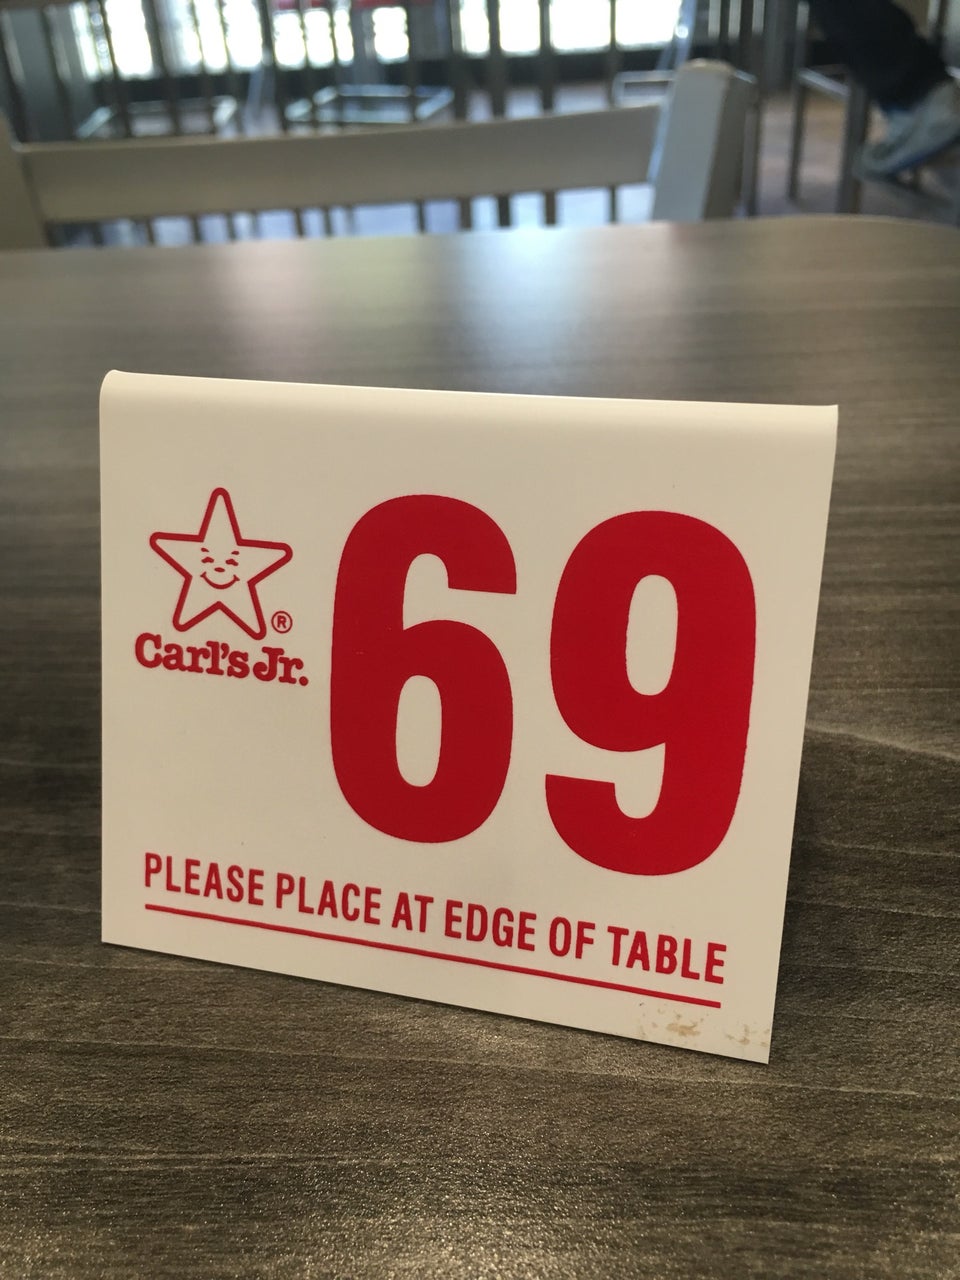 69
® 
Carl's Jr.
PLEASE PLACE AT EDGE OF TABLE